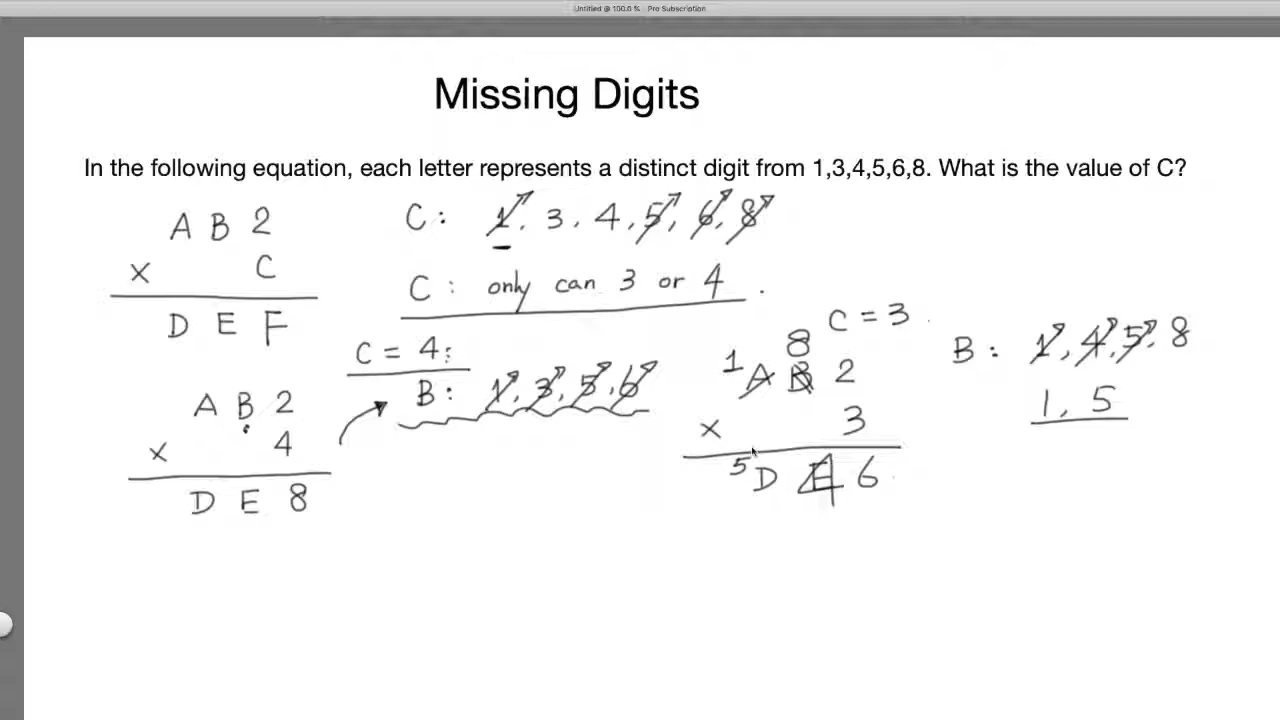 Untitled @ 100.0 % Pro Subscription
Missing Digits
In the following equation, each letter represents a distinct digit from 1,3,4,5,6,8. What is the value of C?
A B 2
× C
D E F
C : 1, 3, 4, 5, 6, 8
C : only can 3 or 4 .
C = 4 :
B : 1, 3, 5, 6
A B 2
× 4
D E 8
C = 3 .
8
1 A B 2
× 3
5 D E 6
B : 1, 4, 5, 8
1, 5